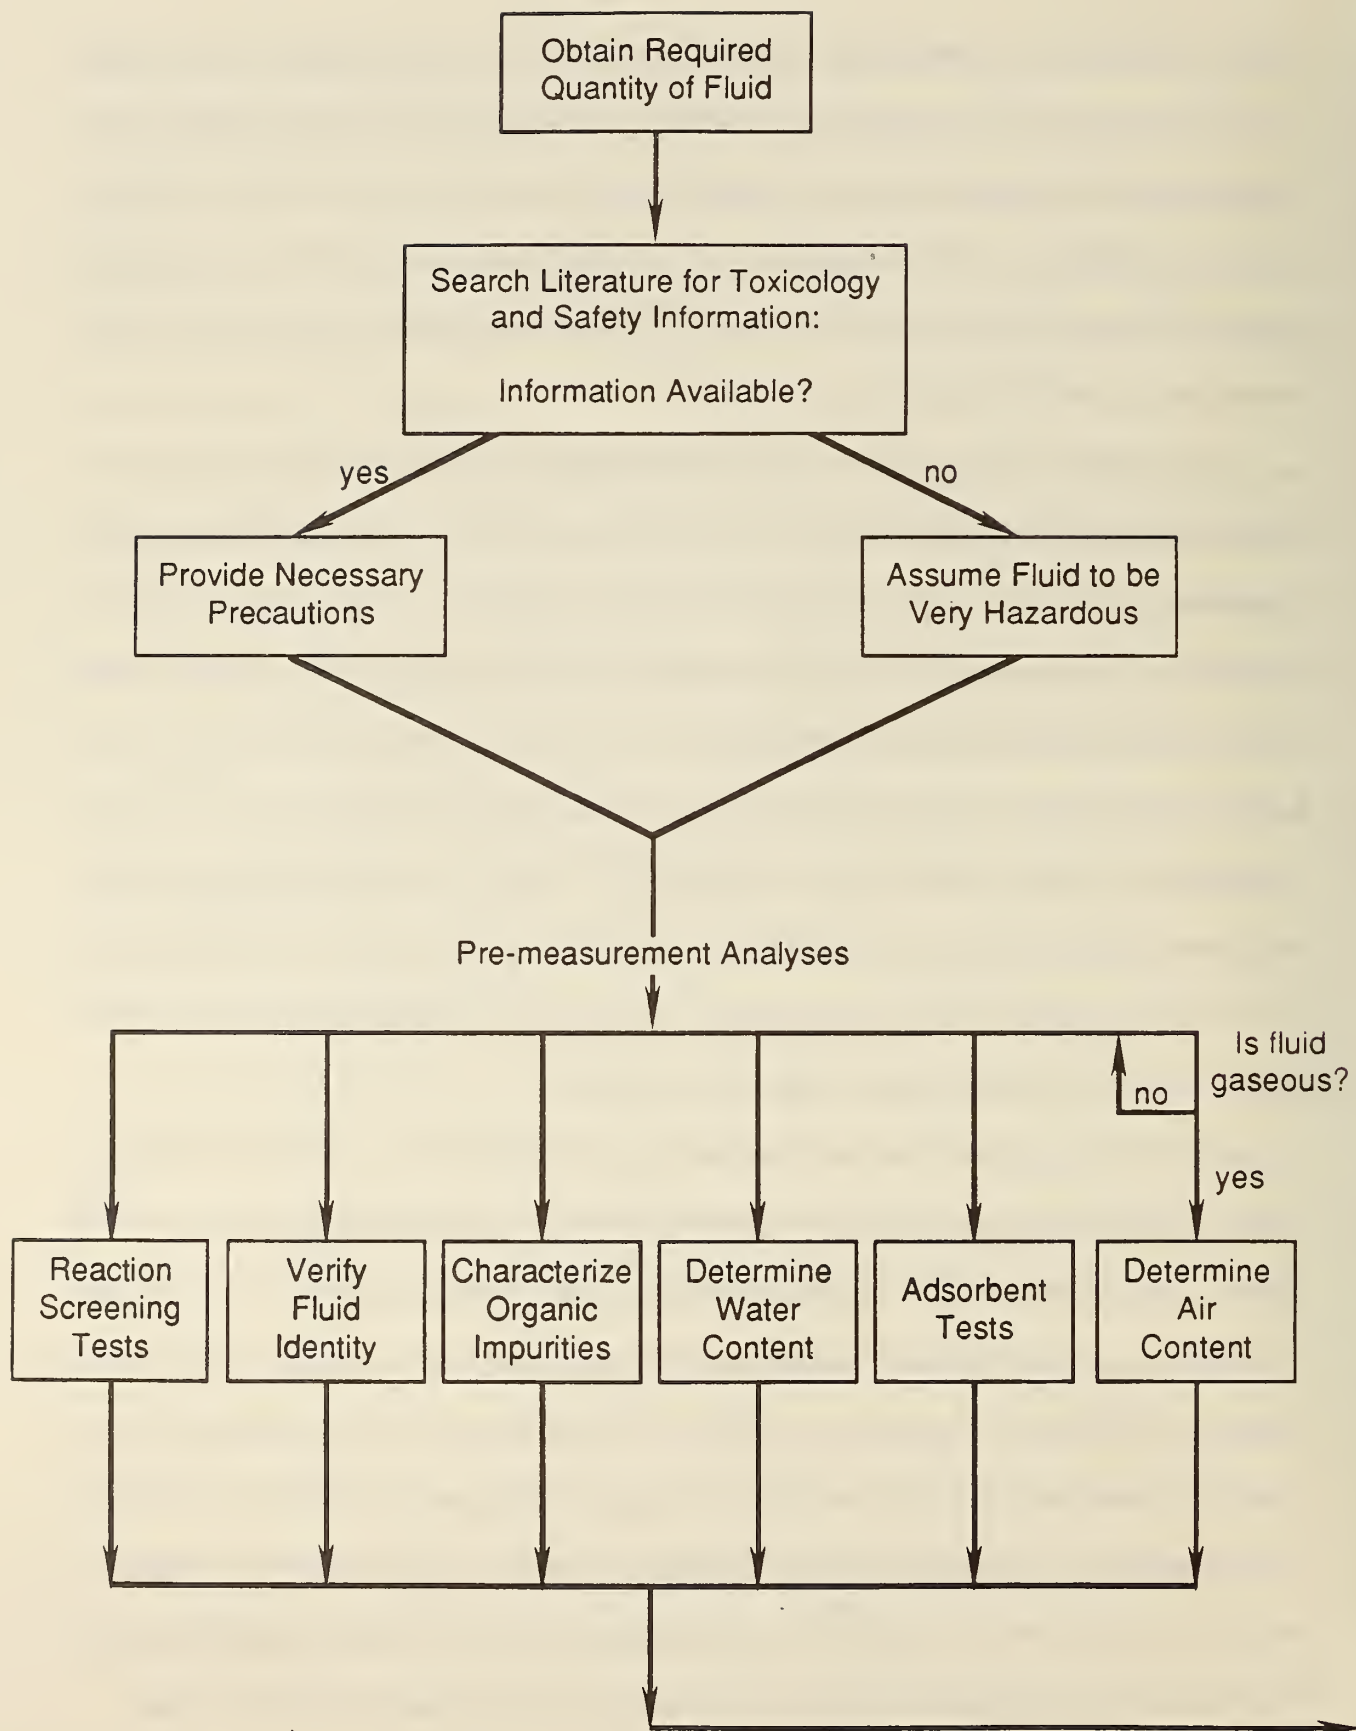 Obtain Required
Quantity of Fluid
Search Literature for Toxicology
and Safety Information:
Information Available?
yes
no
Provide Necessary
Precautions
Assume Fluid to be
Very Hazardous
Pre-measurement Analyses
Is fluid
gaseous?
no
yes
Reaction
Screening
Tests
Verify
Fluid
Identity
Characterize
Organic
Impurities
Determine
Water
Content
Adsorbent
Tests
Determine
Air
Content